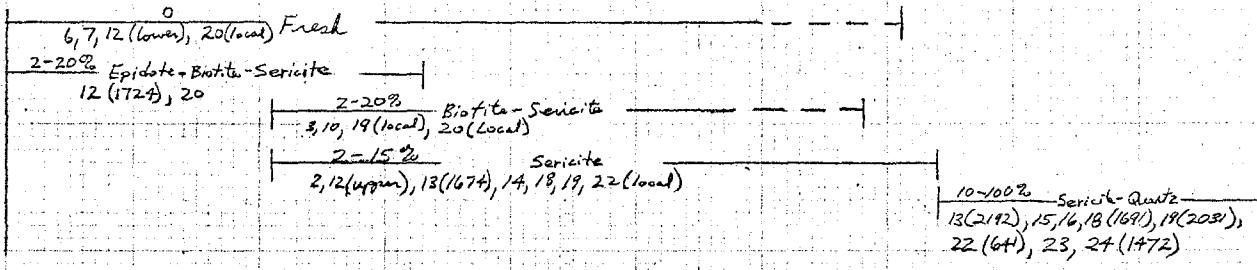 0
Fresh
6, 7, 12 (lower), 20 (local)
2-20% Epidote-Biotite-Sericite
12 (1724), 20
2-20% Biotite-Sericite
3, 10, 19 (local), 20 (Local)
2-15% Sericite
2, 12 (upper), 13 (1674), 14, 18, 19, 22 (local)
10-100% Sericite-Quartz
13 (2192), 15, 16, 18 (1691), 19 (2031),
22 (641), 23, 24 (1472)